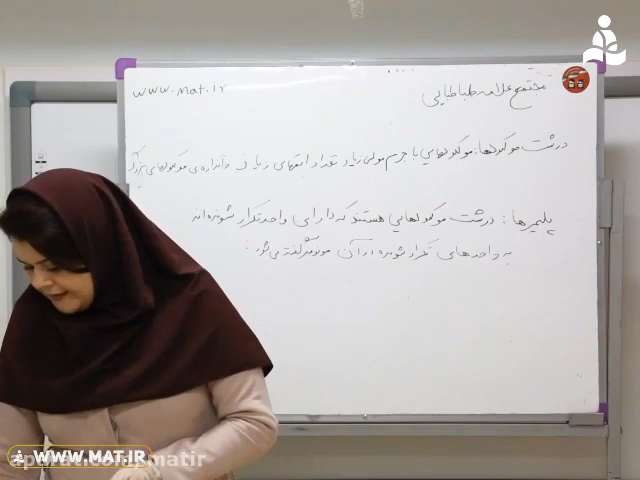 مجتمع علامه طباطبایی
www.mat.ir
درشت مولکولها: مولکولهایی با جرم مولی زیاد و تعداد اتمهای زیاد و اندازه ی مولکولهای بزرگ
پلیمرها: درشت مولکولهایی هستند که دارای واحد تکرار شونده اند
به واحدهای تکرار شونده در آن مونومر گفته می شود.
WWW.MAT.IR